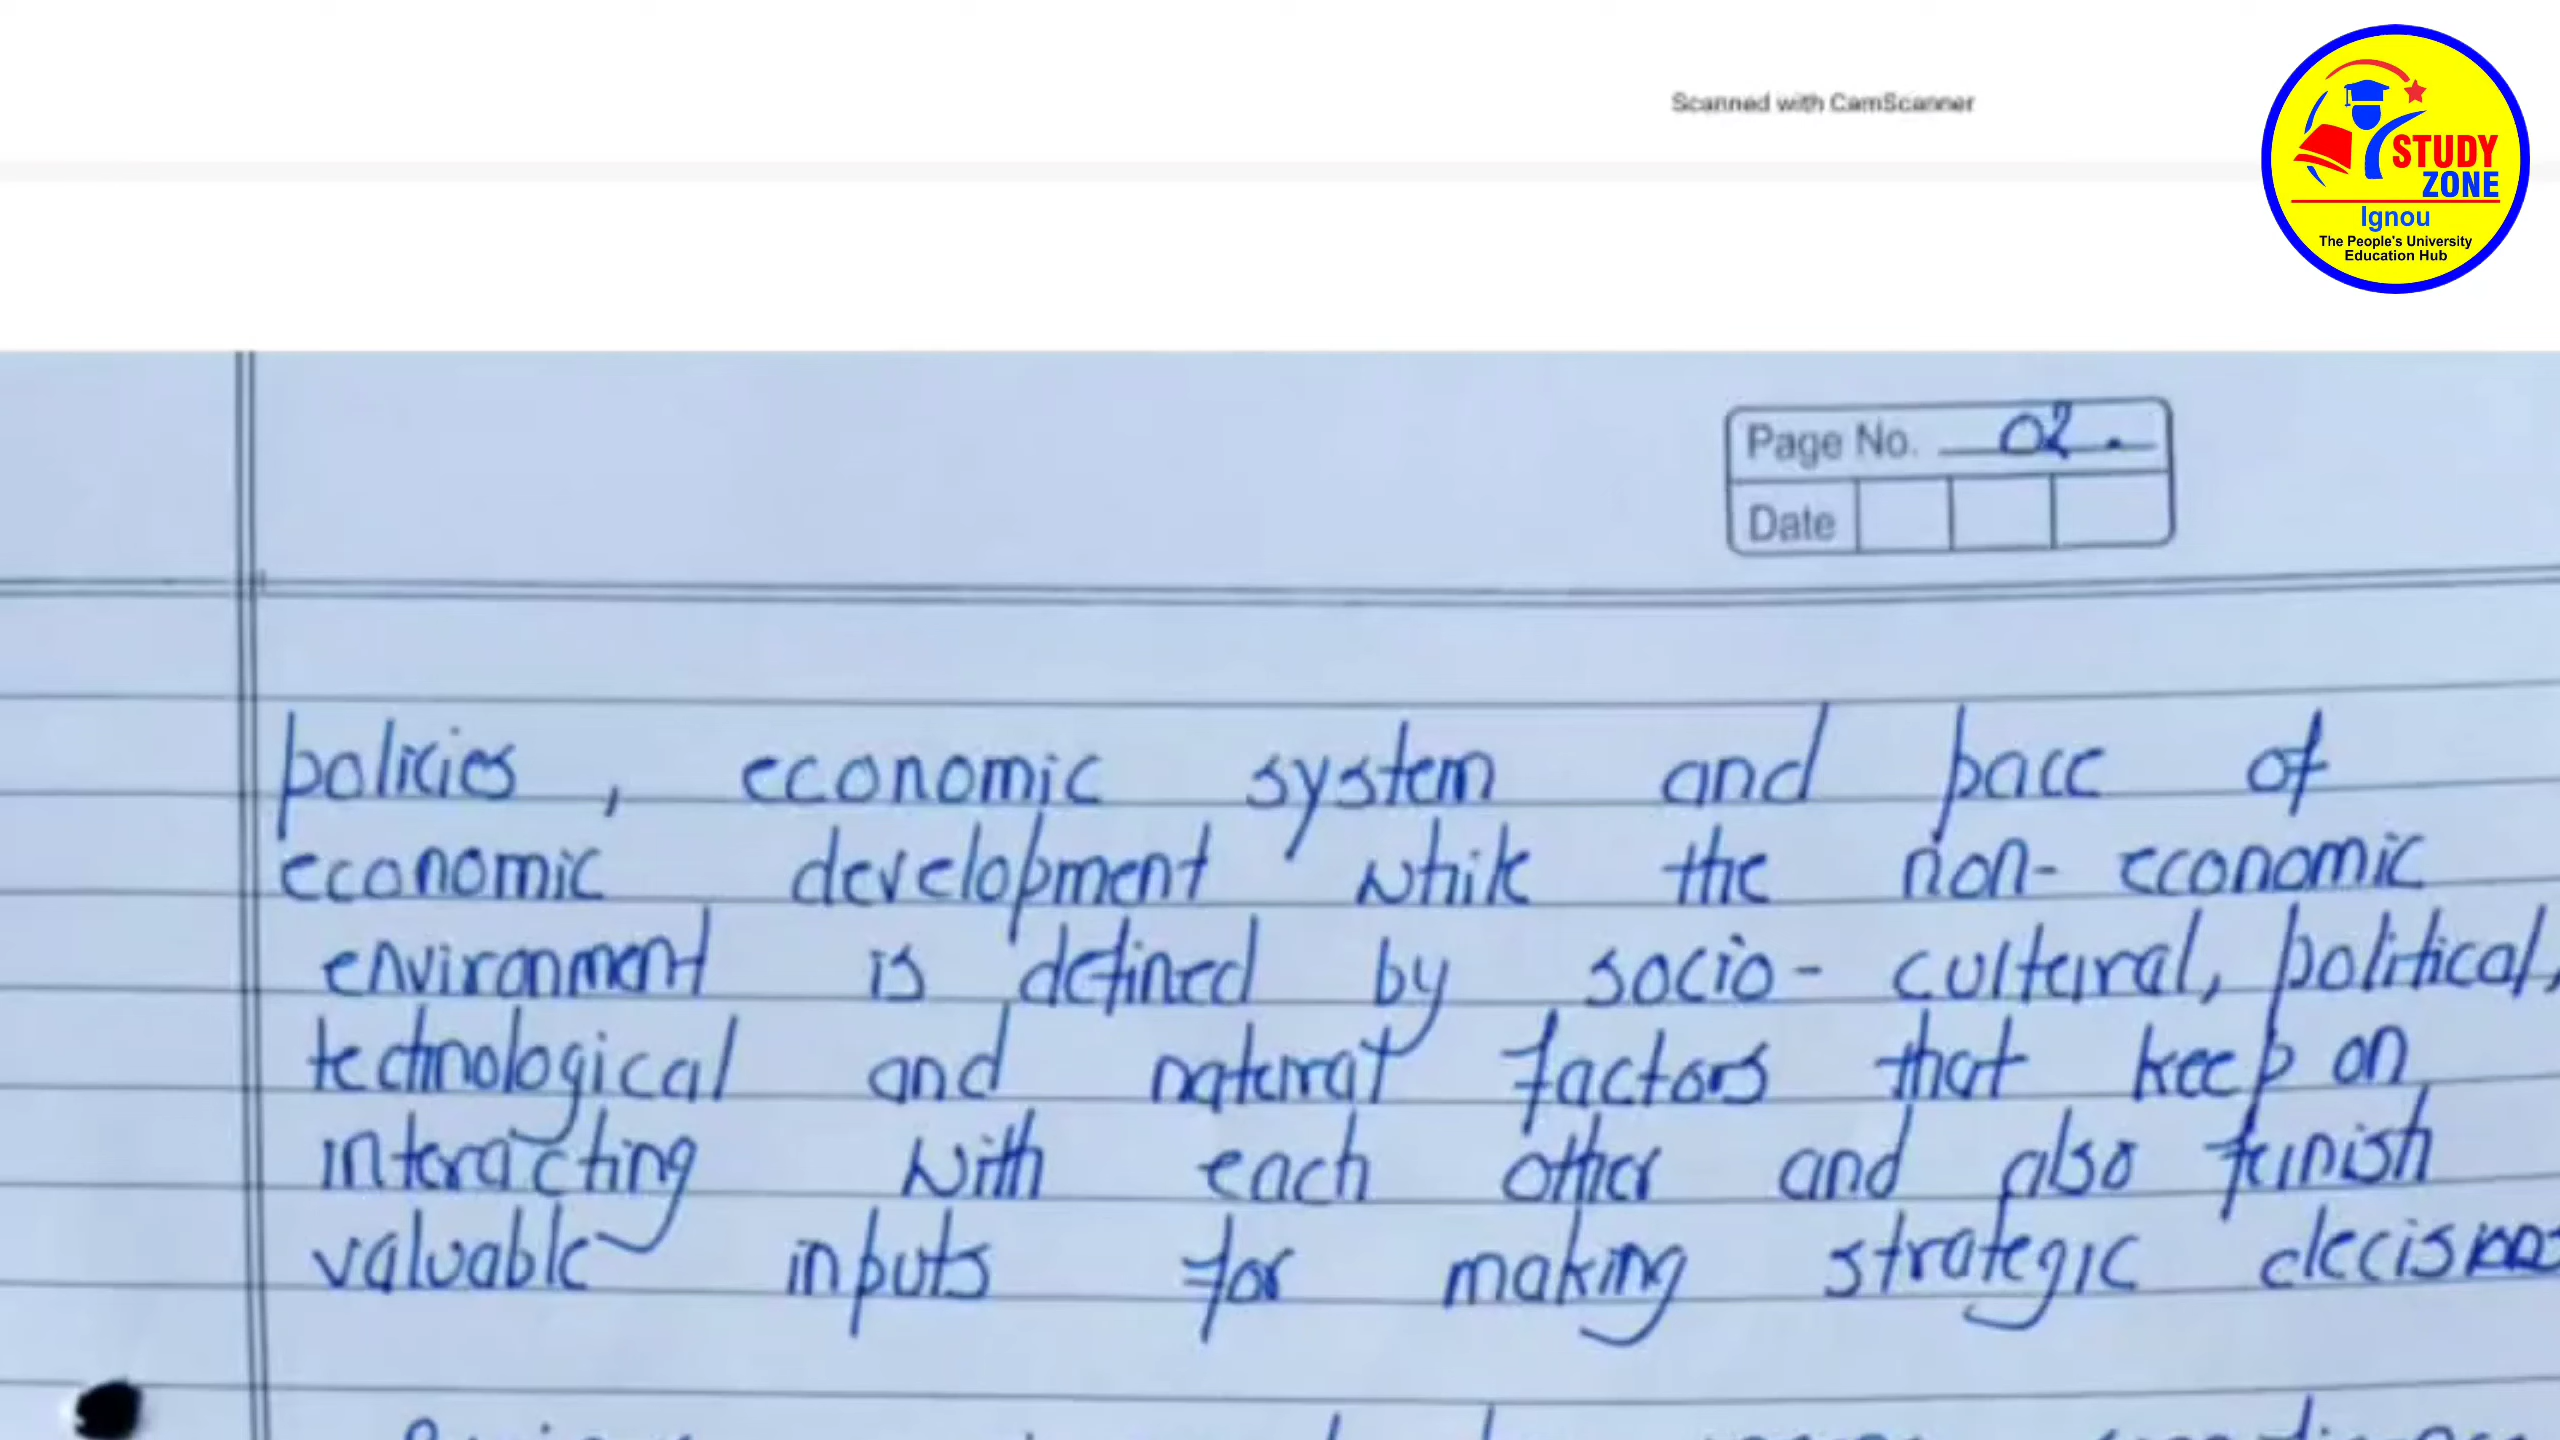 Scanned with CamScanner
STUDY
ZONE
Ignou
The People's University
Education Hub
Page No. 02.
Date
policies, economic system and pace of
economic development while the non-economic
environment is defined by socio-cultural, political,
technological and natural factors that keep on
interacting with each other and also furnish
valuable inputs for making strategic decisions